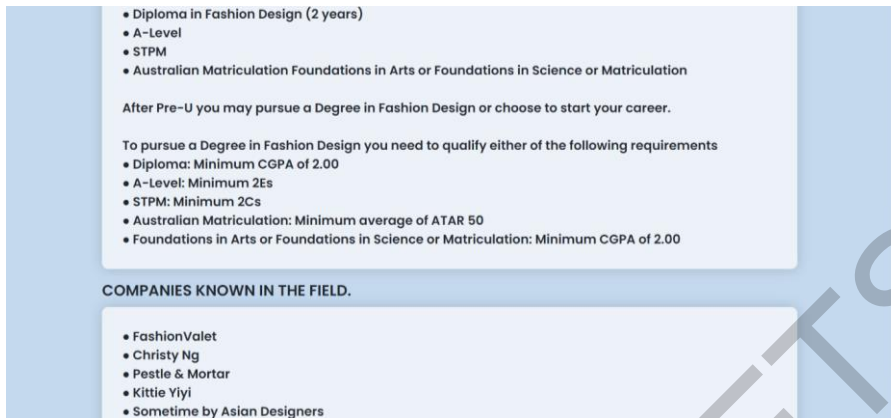 ● Diploma in Fashion Design (2 years)
● A-Level
● STPM
● Australian Matriculation Foundations in Arts or Foundations in Science or Matriculation
After Pre-U you may pursue a Degree in Fashion Design or choose to start your career.
To pursue a Degree in Fashion Design you need to qualify either of the following requirements
● Diploma: Minimum CGPA of 2.00
● A-Level: Minimum 2Es
● STPM: Minimum 2Cs
● Australian Matriculation: Minimum average of ATAR 50
● Foundations in Arts or Foundations in Science or Matriculation: Minimum CGPA of 2.00
COMPANIES KNOWN IN THE FIELD.
● FashionValet
● Christy Ng
● Pestle & Mortar
● Kittie Yiyi
● Sometime by Asian Designers